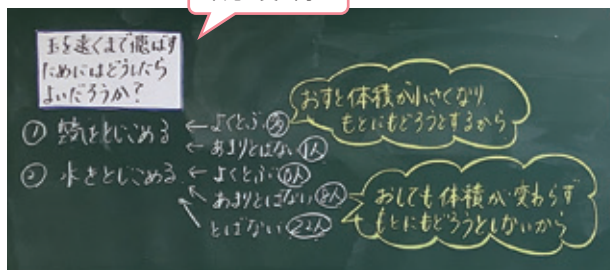 玉を遠くまで飛ばす
ためにはどうしたら
よいだろうか?
① 空気をとじこめる ←よくとぶ
←あまりとばない 1人
おすと体積が小さくなり
もとにもどろうとするから
② 水をとじこめる ←よくとぶ 0人
あまりとばない 8人
とばない 22人
おしても体積が変わらず
もとにもどろうとしないから